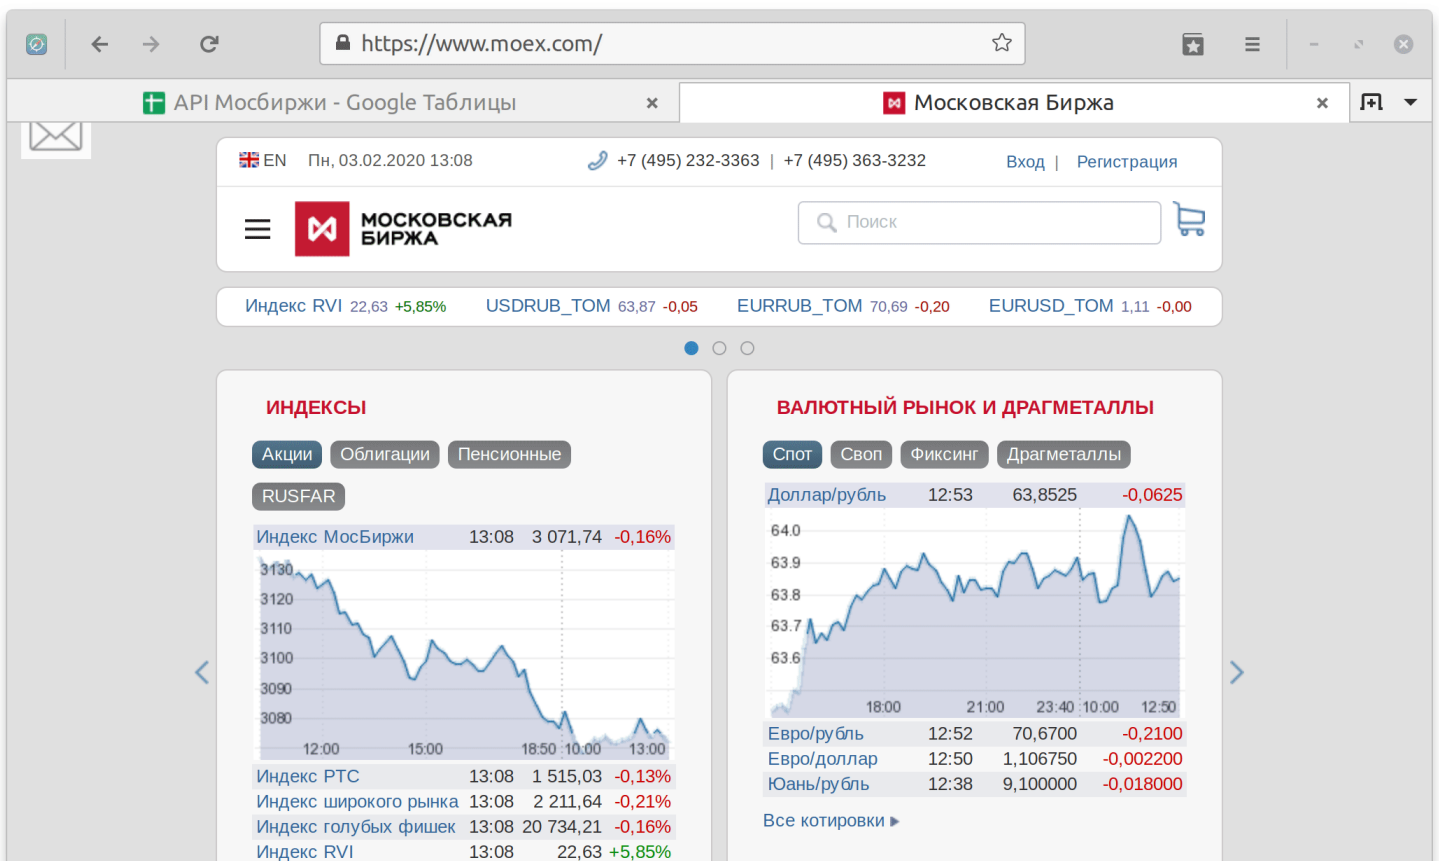 https://www.moex.com/
API Мосбиржи - Google Таблицы
Московская Биржа
EN Пн, 03.02.2020 13:08 +7 (495) 232-3363 | +7 (495) 363-3232 Вход | Регистрация
МОСКОВСКАЯ
БИРЖА
Поиск
Индекс RVI 22,63 +5,85% USDRUB_TOM 63,87 -0,05 EURRUB_TOM 70,69 -0,20 EURUSD_TOM 1,11 -0,00
ИНДЕКСЫ
Акции Облигации Пенсионные
RUSFAR
Индекс МосБиржи 13:08 3 071,74 -0,16%
3130
3120
3110
3100
3090
3080
12:00 15:00 18:50 10:00 13:00
Индекс РТС 13:08 1 515,03 -0,13%
Индекс широкого рынка 13:08 2 211,64 -0,21%
Индекс голубых фишек 13:08 20 734,21 -0,16%
Индекс RVI 13:08 22,63 +5,85%
ВАЛЮТНЫЙ РЫНОК И ДРАГМЕТАЛЛЫ
Спот Своп Фиксинг Драгметаллы
Доллар/рубль 12:53 63,8525 -0,0625
64.0
63.9
63.8
63.7
63.6
18:00 21:00 23:40 10:00 12:50
Евро/рубль 12:52 70,6700 -0,2100
Евро/доллар 12:50 1,106750 -0,002200
Юань/рубль 12:38 9,100000 -0,018000
Все котировки